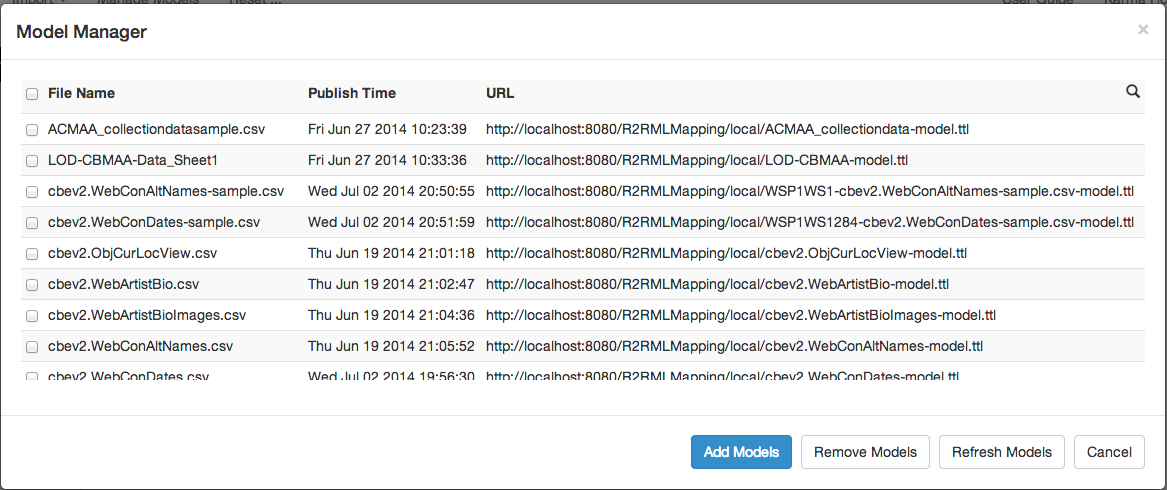 Import Manage Models Reset ... User Guide Karma Ho
Model Manager ×
File Name Publish Time URL
ACMAA_collectiondatasample.csv Fri Jun 27 2014 10:23:39 http://localhost:8080/R2RMLMapping/local/ACMAA_collectiondata-model.ttl
LOD-CBMAA-Data_Sheet1 Fri Jun 27 2014 10:33:36 http://localhost:8080/R2RMLMapping/local/LOD-CBMAA-model.ttl
cbev2.WebConAltNames-sample.csv Wed Jul 02 2014 20:50:55 http://localhost:8080/R2RMLMapping/local/WSP1WS1-cbev2.WebConAltNames-sample.csv-model.ttl
cbev2.WebConDates-sample.csv Wed Jul 02 2014 20:51:59 http://localhost:8080/R2RMLMapping/local/WSP1WS1284-cbev2.WebConDates-sample.csv-model.ttl
cbev2.ObjCurLocView.csv Thu Jun 19 2014 21:01:18 http://localhost:8080/R2RMLMapping/local/cbev2.ObjCurLocView-model.ttl
cbev2.WebArtistBio.csv Thu Jun 19 2014 21:02:47 http://localhost:8080/R2RMLMapping/local/cbev2.WebArtistBio-model.ttl
cbev2.WebArtistBioImages.csv Thu Jun 19 2014 21:04:36 http://localhost:8080/R2RMLMapping/local/cbev2.WebArtistBioImages-model.ttl
cbev2.WebConAltNames.csv Thu Jun 19 2014 21:05:52 http://localhost:8080/R2RMLMapping/local/cbev2.WebConAltNames-model.ttl
cbev2.WebConDates.csv Wed Jul 02 2014 19:56:30 http://localhost:8080/R2RMLMapping/local/cbev2.WebConDates-model.ttl
Add Models Remove Models Refresh Models Cancel